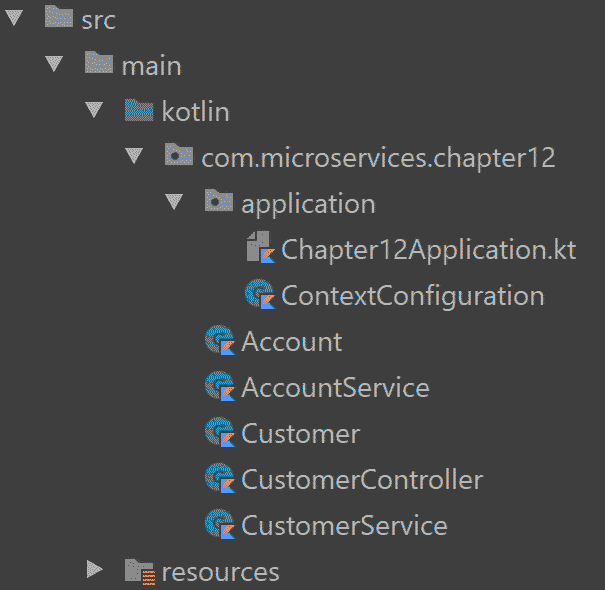 src
main
kotlin
com.microservices.chapter12
application
Chapter12Application.kt
ContextConfiguration
Account
AccountService
Customer
CustomerController
CustomerService
resources